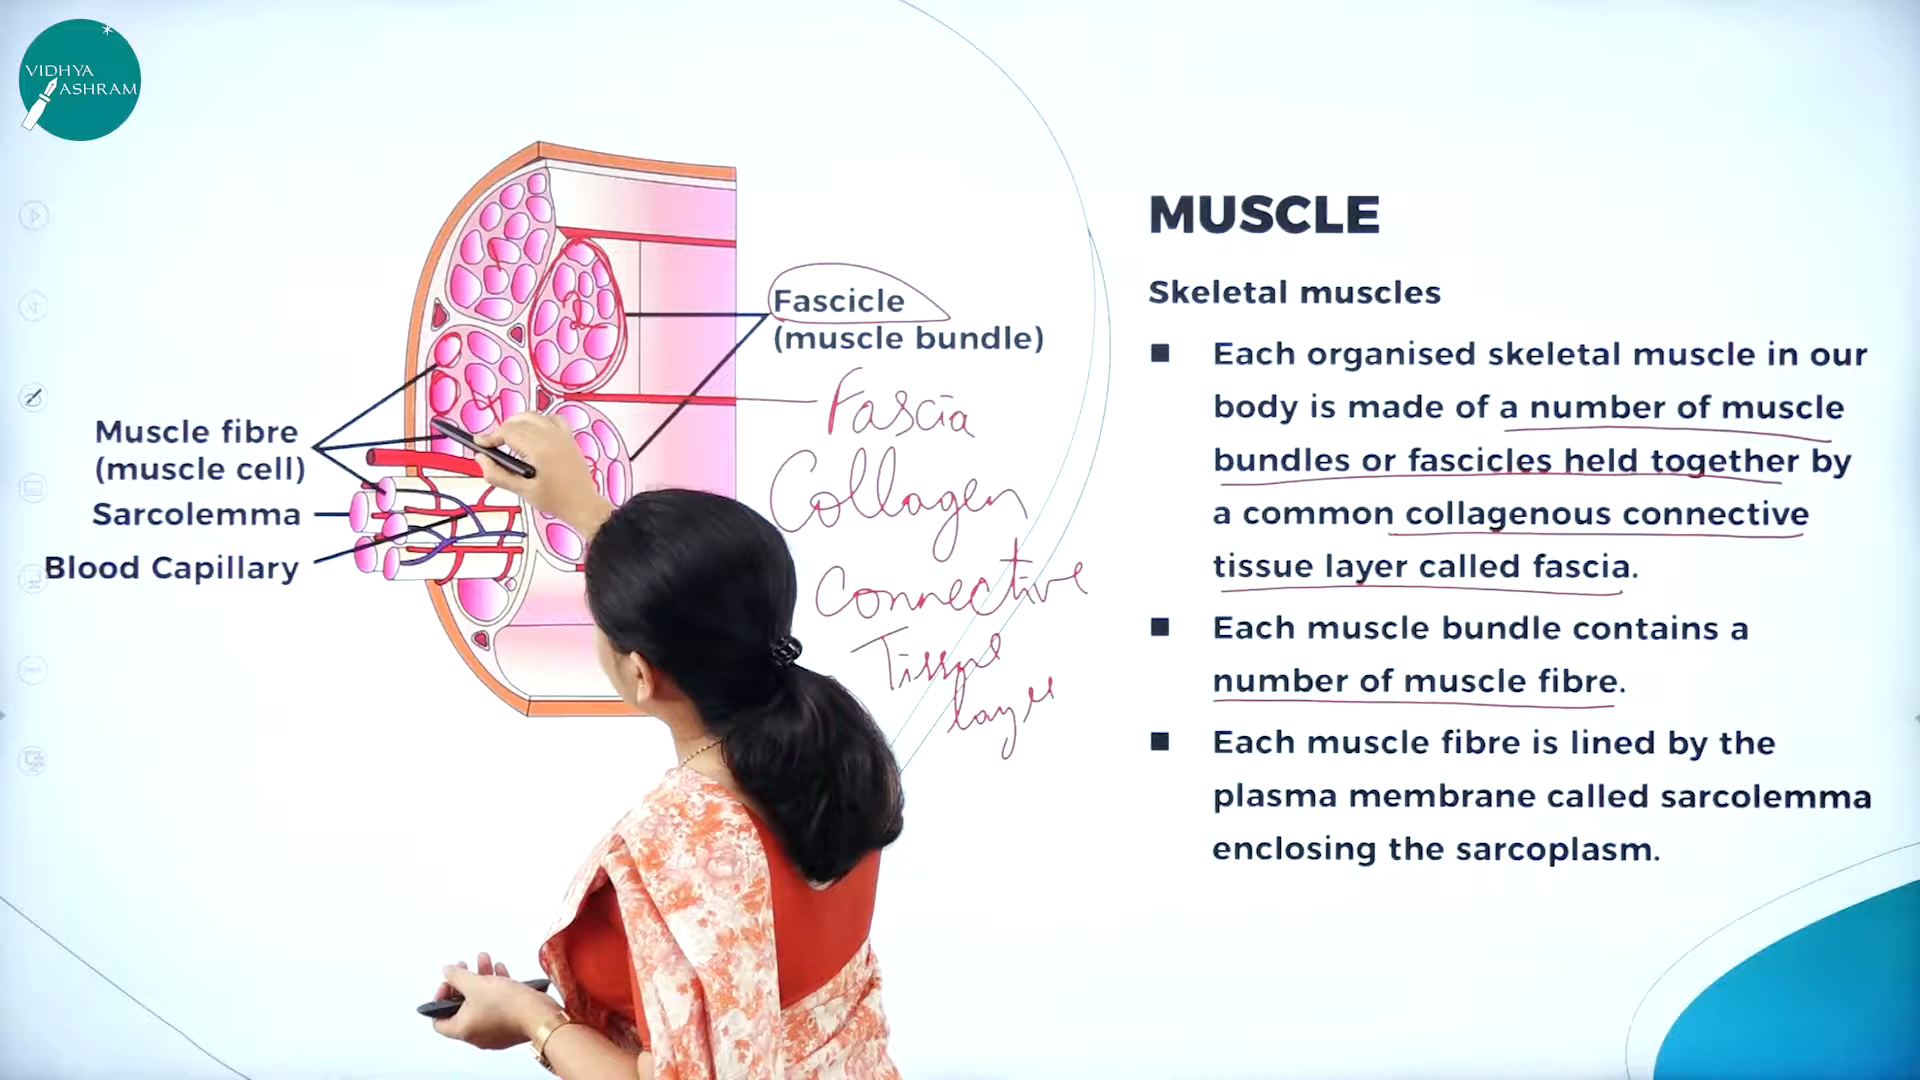 VIDHYA
ASHRAM
MUSCLE
Skeletal muscles
Each organised skeletal muscle in our
body is made of a number of muscle
bundles or fascicles held together by
a common collagenous connective
tissue layer called fascia.
Each muscle bundle contains a
number of muscle fibre.
Each muscle fibre is lined by the
plasma membrane called sarcolemma
enclosing the sarcoplasm.
Fascicle
(muscle bundle)
Fascia
Collagen
Connective
Tissue
layer
Muscle fibre
(muscle cell)
Sarcolemma
Blood Capillary